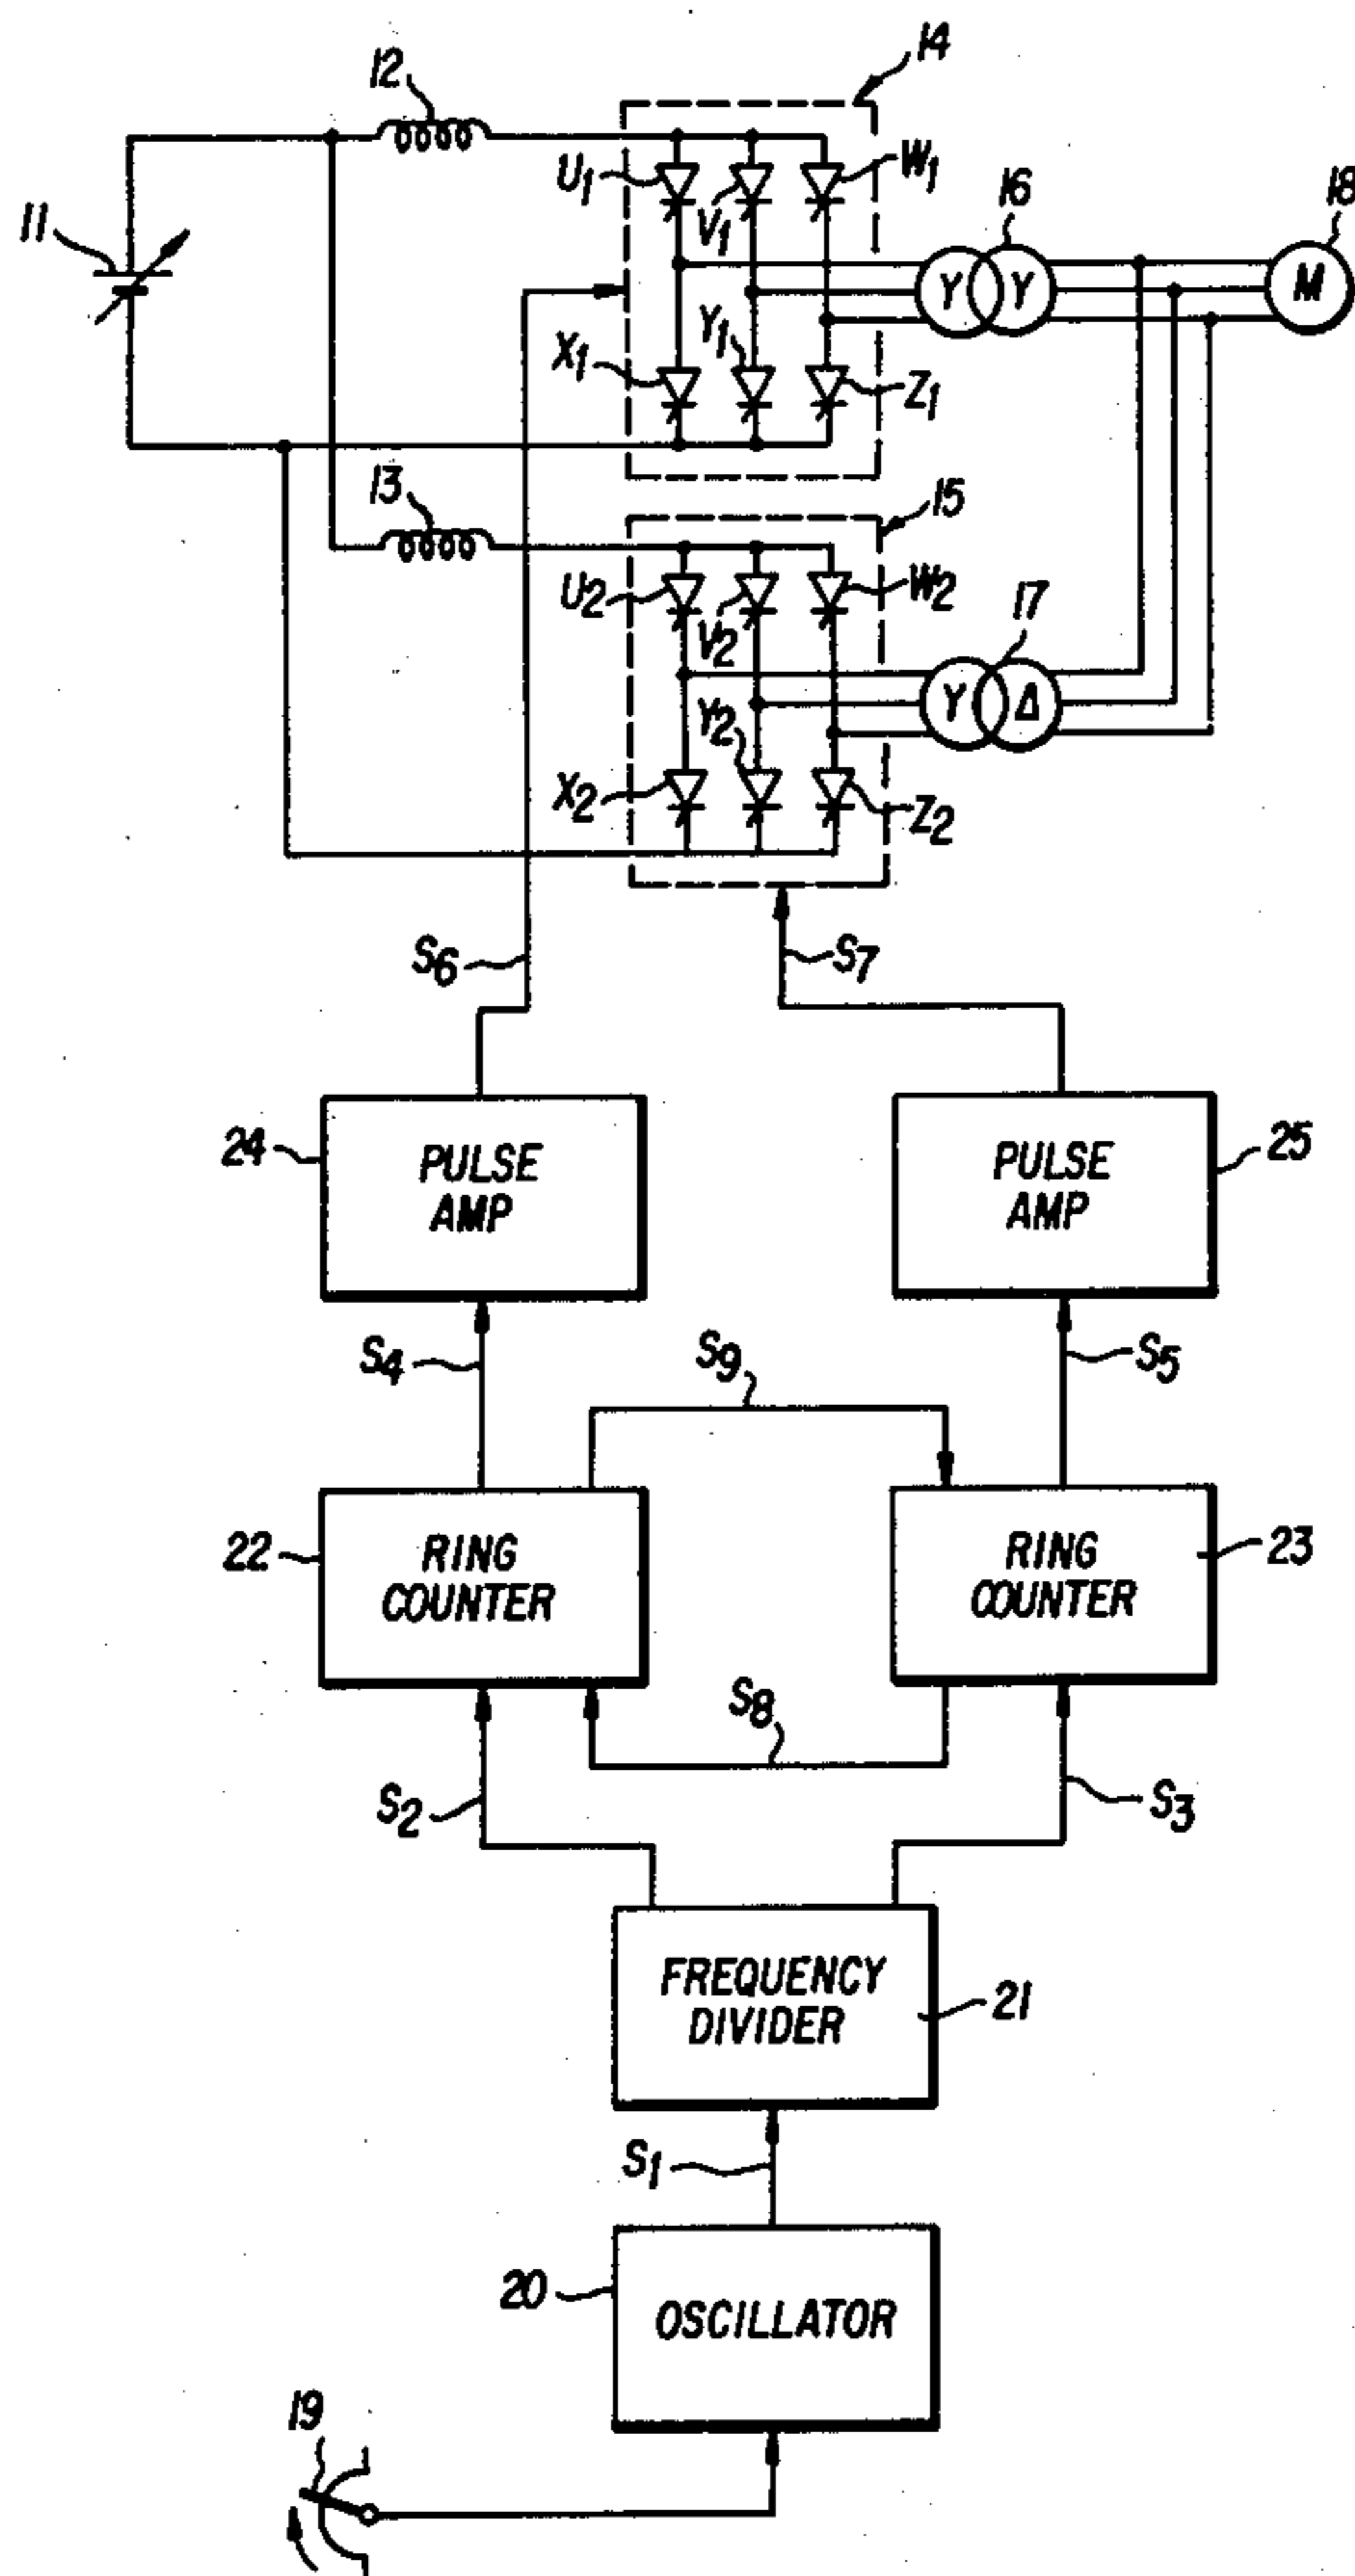 14
12
U1
V1
W1
16
18
11
Y Y
M
X1
Y1
Z1
13
15
U2
V2
W2
17
Y Δ
X2
Y2
Z2
S6
S7
24
PULSE
AMP
PULSE
AMP
25
S4
S9
S5
22
RING
COUNTER
RING
COUNTER
23
S8
S2
S3
FREQUENCY
DIVIDER
21
S1
20
OSCILLATOR
19